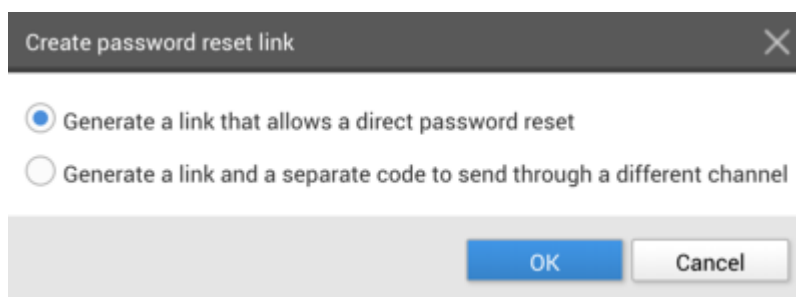 Create password reset link
Generate a link that allows a direct password reset
Generate a link and a separate code to send through a different channel
OK Cancel